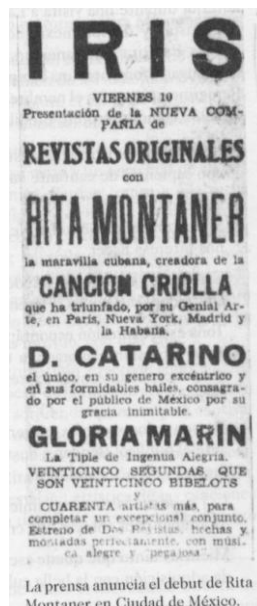 IRIS
VIERNES 10
Presentación de la NUEVA COM-
PAÑIA de
REVISTAS ORIGINALES
con
RITA MONTANER
la maravilla cubana, creadora de la
CANCION CRIOLLA
que ha triunfado, por su Genial Ar-
te, en París, Nueva York, Madrid y
la Habana.
D. CATARINO
el único, en su genero excéntrico y
en sus formidables bailes, consagra-
do por el público de México por su
gracia inimitable.
GLORIA MARIN
La Tiple de Ingenua Alegría.
VEINTICINCO SEGUNDAS, QUE
SON VEINTICINCO BIBELOTS
y
CUARENTA artistas más, para
completar un excepcional conjunto.
Estreno de Dos Revistas, hechas y
montadas perfectamente, con músi-
ca alegre y "pegajosa".
La prensa anuncia el debut de Rita
Montaner en Ciudad de México.